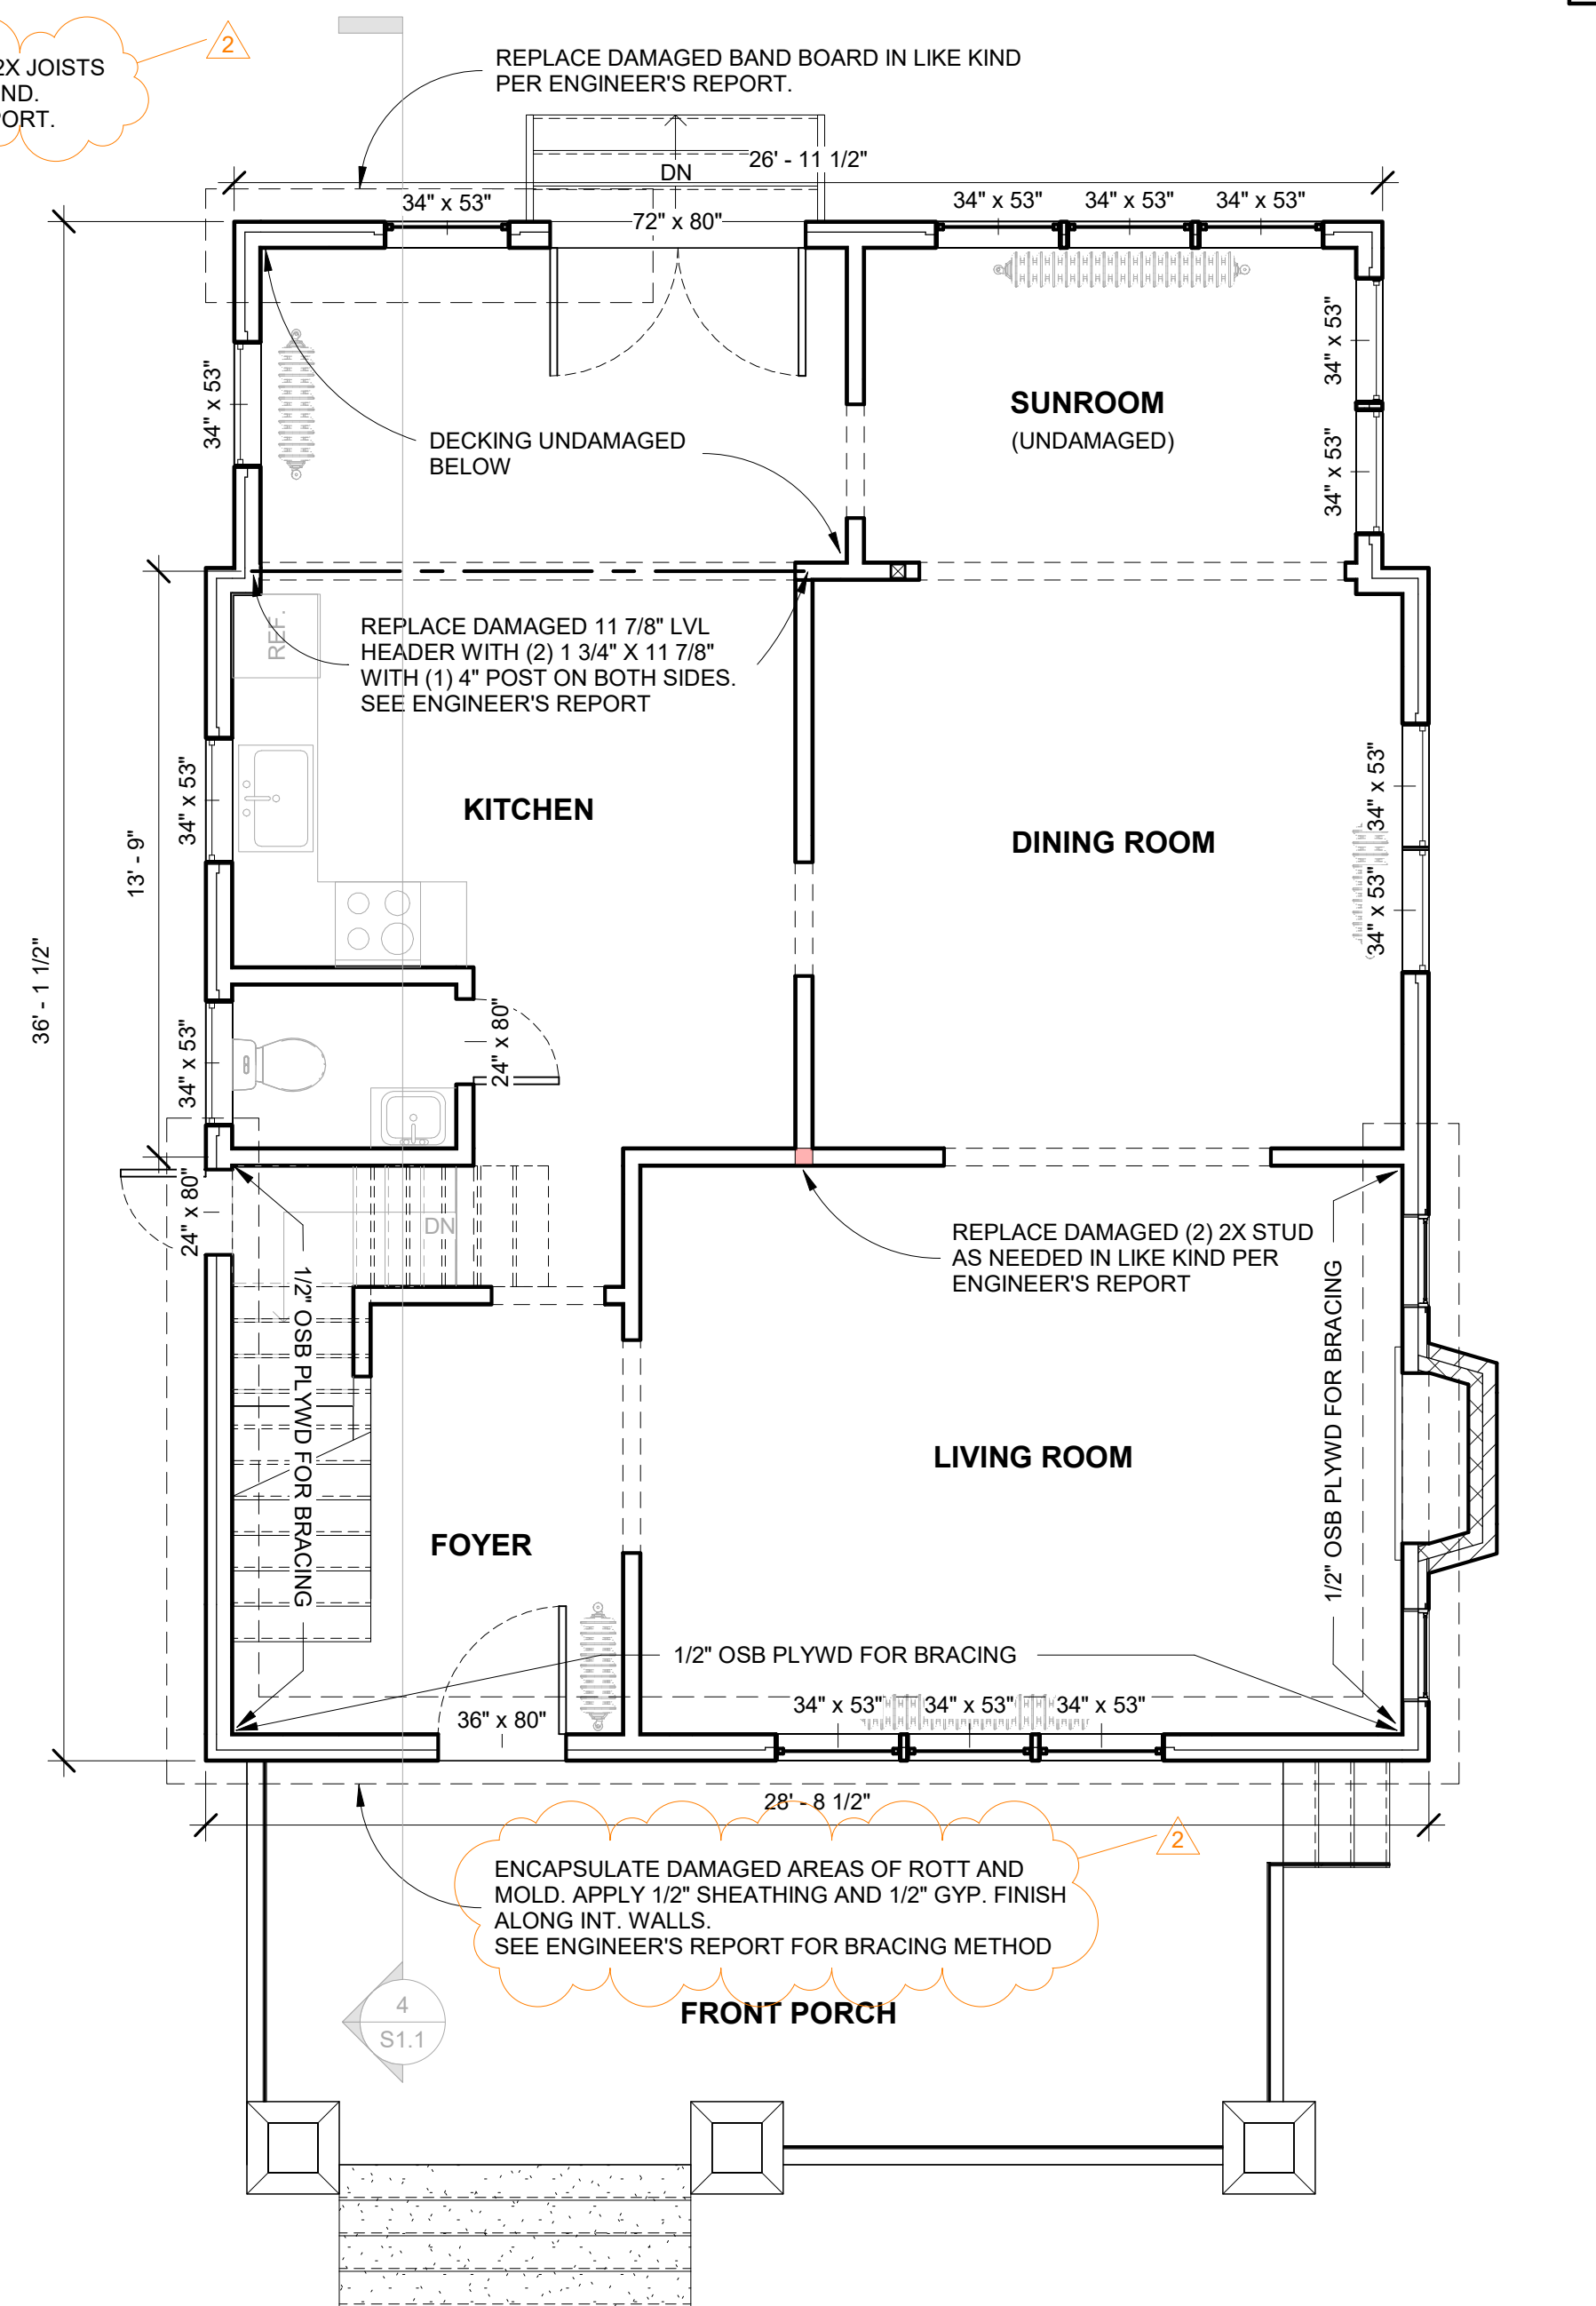 2X JOISTS
ND.
PORT.
2
REPLACE DAMAGED BAND BOARD IN LIKE KIND
PER ENGINEER'S REPORT.
26' - 11 1/2"
DN
34" x 53"
72" x 80"
34" x 53"
34" x 53"
34" x 53"
34" x 53"
34" x 53"
34" x 53"
SUNROOM
(UNDAMAGED)
DECKING UNDAMAGED
BELOW
REF.
REPLACE DAMAGED 11 7/8" LVL
HEADER WITH (2) 1 3/4" X 11 7/8"
WITH (1) 4" POST ON BOTH SIDES.
SEE ENGINEER'S REPORT
34" x 53"
KITCHEN
DINING ROOM
34" x 53"
34" x 53"
13' - 9"
36' - 1 1/2"
34" x 53"
24" x 80"
24" x 80"
DN
REPLACE DAMAGED (2) 2X STUD
AS NEEDED IN LIKE KIND PER
ENGINEER'S REPORT
1/2" OSB PLYWD FOR BRACING
1/2" OSB PLYWD FOR BRACING
LIVING ROOM
FOYER
1/2" OSB PLYWD FOR BRACING
36" x 80"
34" x 53"
34" x 53"
34" x 53"
28' - 8 1/2"
2
ENCAPSULATE DAMAGED AREAS OF ROTT AND
MOLD. APPLY 1/2" SHEATHING AND 1/2" GYP. FINISH
ALONG INT. WALLS.
SEE ENGINEER'S REPORT FOR BRACING METHOD
4
S1.1
FRONT PORCH